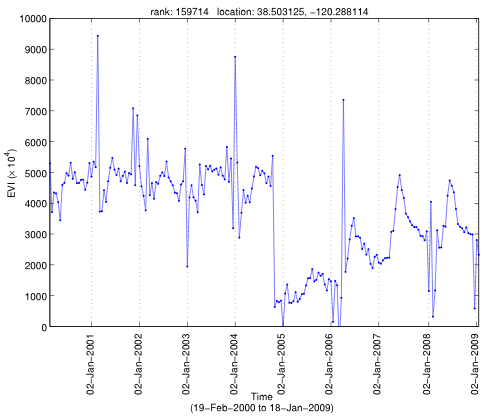 rank: 159714   location: 38.503125, −120.288114
10000
9000
8000
7000
6000
5000
4000
3000
2000
1000
0
EVI (× 10^4)
02−Jan−2001
02−Jan−2002
02−Jan−2003
02−Jan−2004
02−Jan−2005
02−Jan−2006
02−Jan−2007
02−Jan−2008
02−Jan−2009
Time
(19−Feb−2000 to 18−Jan−2009)